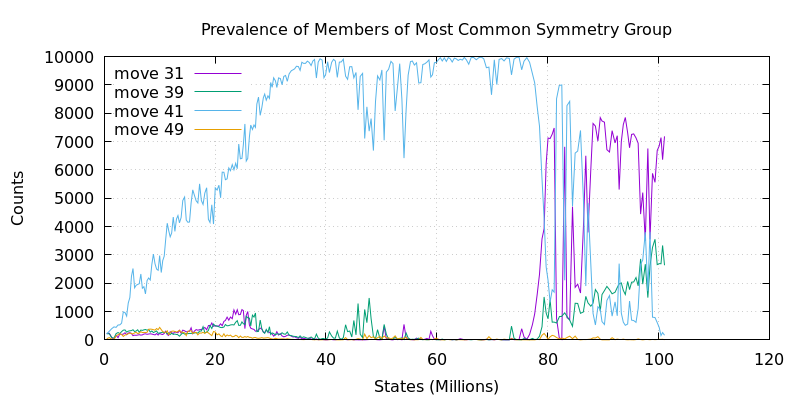 Prevalence of Members of Most Common Symmetry Group
10000
9000
8000
7000
6000
5000
4000
3000
2000
1000
0
move 31
move 39
move 41
move 49
Counts
0 20 40 60 80 100 120
States (Millions)